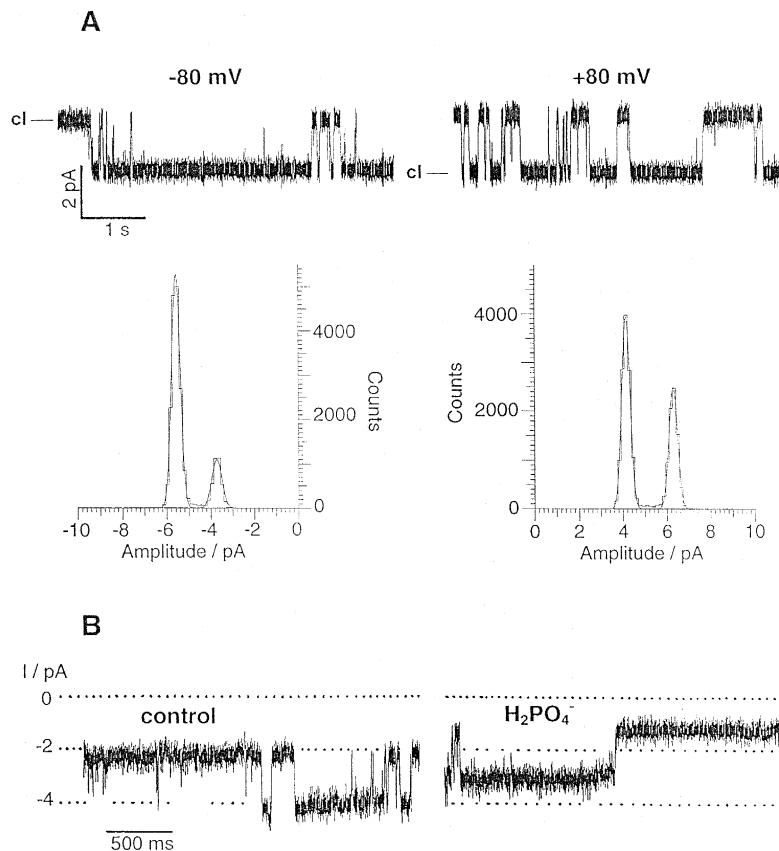 A
-80 mV
+80 mV
cl
cl
2 pA
1 s
4000
2000
0
Counts
-10 -8 -6 -4 -2 0
Amplitude / pA
4000
2000
0
Counts
0 2 4 6 8 10
Amplitude / pA
B
I / pA
0
-2
-4
control
H₂PO₄⁻
500 ms